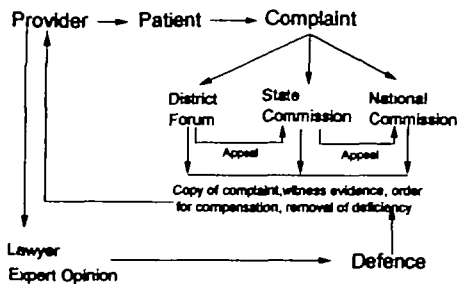 Provider Patient Complaint
District Forum
State Commission
National Commission
Appeal Appeal
Copy of complaint,witness evidence, order
for compensation, removal of deficiency
Lawyer
Expert Opinion
Defence